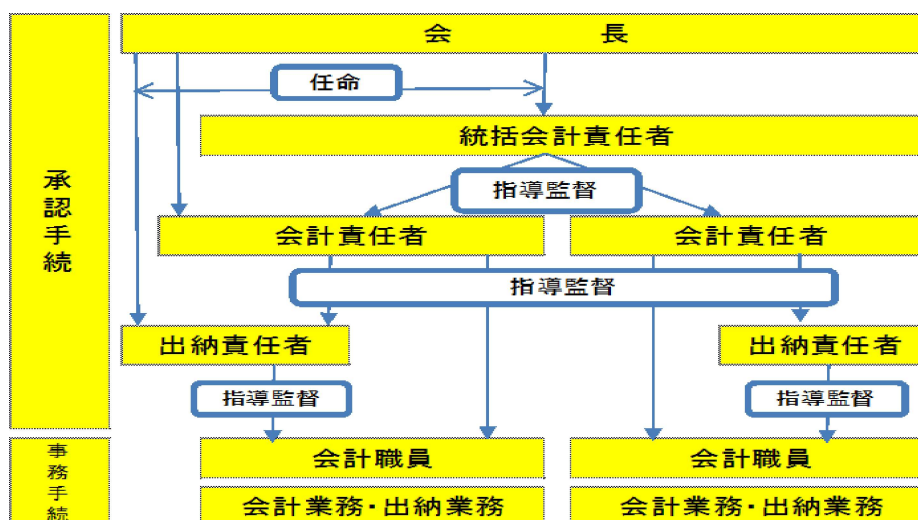 会長
任命
統括会計責任者
指導監督
会計責任者
会計責任者
指導監督
出納責任者
出納責任者
指導監督
指導監督
会計職員
会計職員
会計業務・出納業務
会計業務・出納業務
承認手続
事務手続